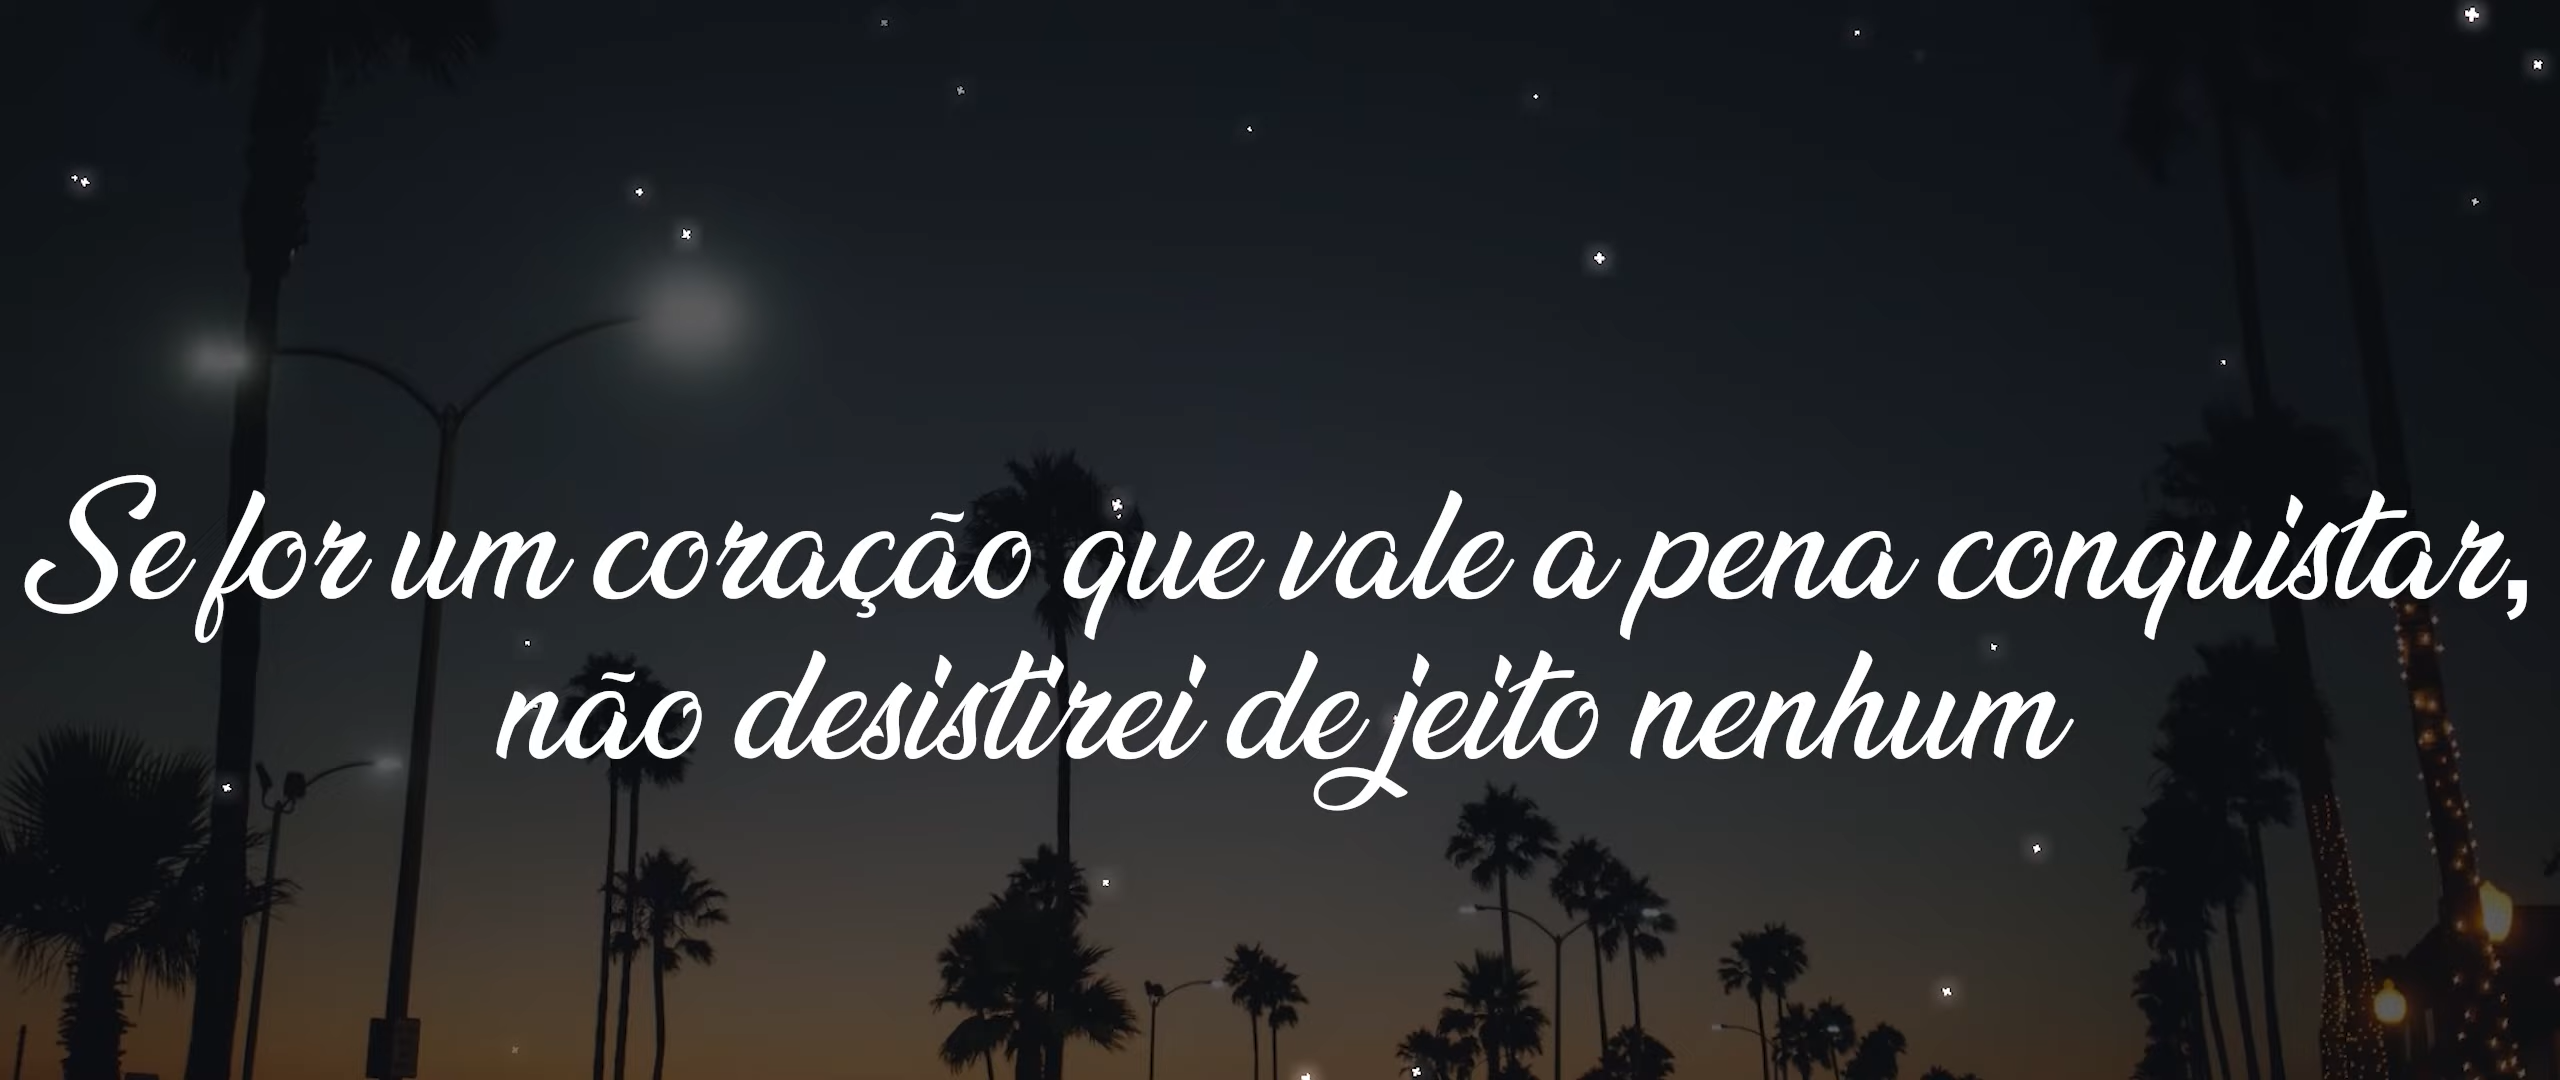 Se for um coração que vale a pena conquistar,
não desistirei de jeito nenhum